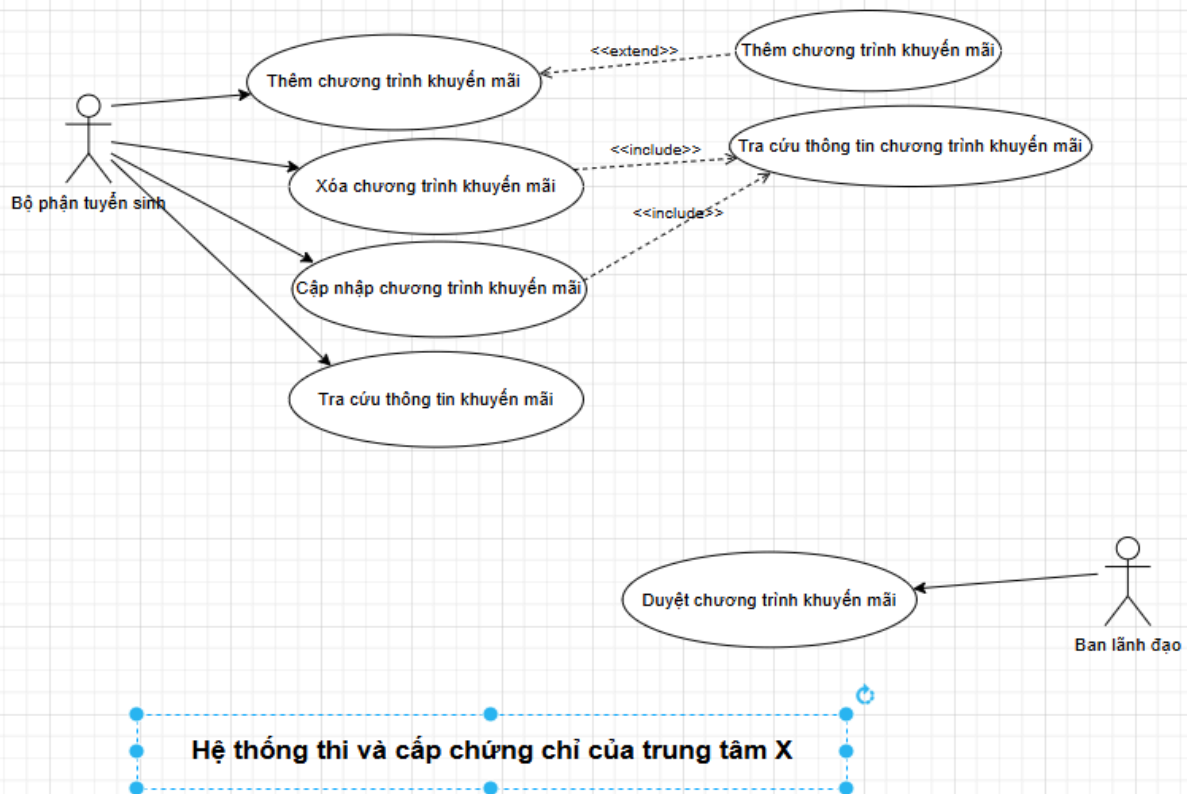 <<extend>>
Thêm chương trình khuyến mãi
Thêm chương trình khuyến mãi
<<include>>
Tra cứu thông tin chương trình khuyến mãi
Xóa chương trình khuyến mãi
Bộ phận tuyển sinh
<<include>>
Cập nhập chương trình khuyến mãi
Tra cứu thông tin khuyến mãi
Duyệt chương trình khuyến mãi
Ban lãnh đạo
Hệ thống thi và cấp chứng chỉ của trung tâm X